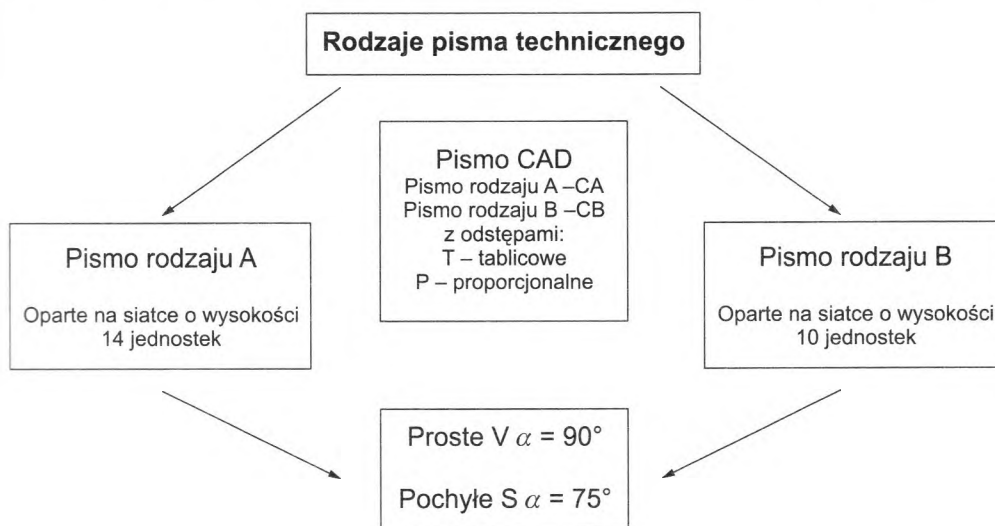 Rodzaje pisma technicznego
Pismo CAD
Pismo rodzaju A –CA
Pismo rodzaju B –CB
z odstępami:
T – tablicowe
P – proporcjonalne
Pismo rodzaju A
Oparte na siatce o wysokości
14 jednostek
Pismo rodzaju B
Oparte na siatce o wysokości
10 jednostek
Proste V α = 90°
Pochyłe S α = 75°